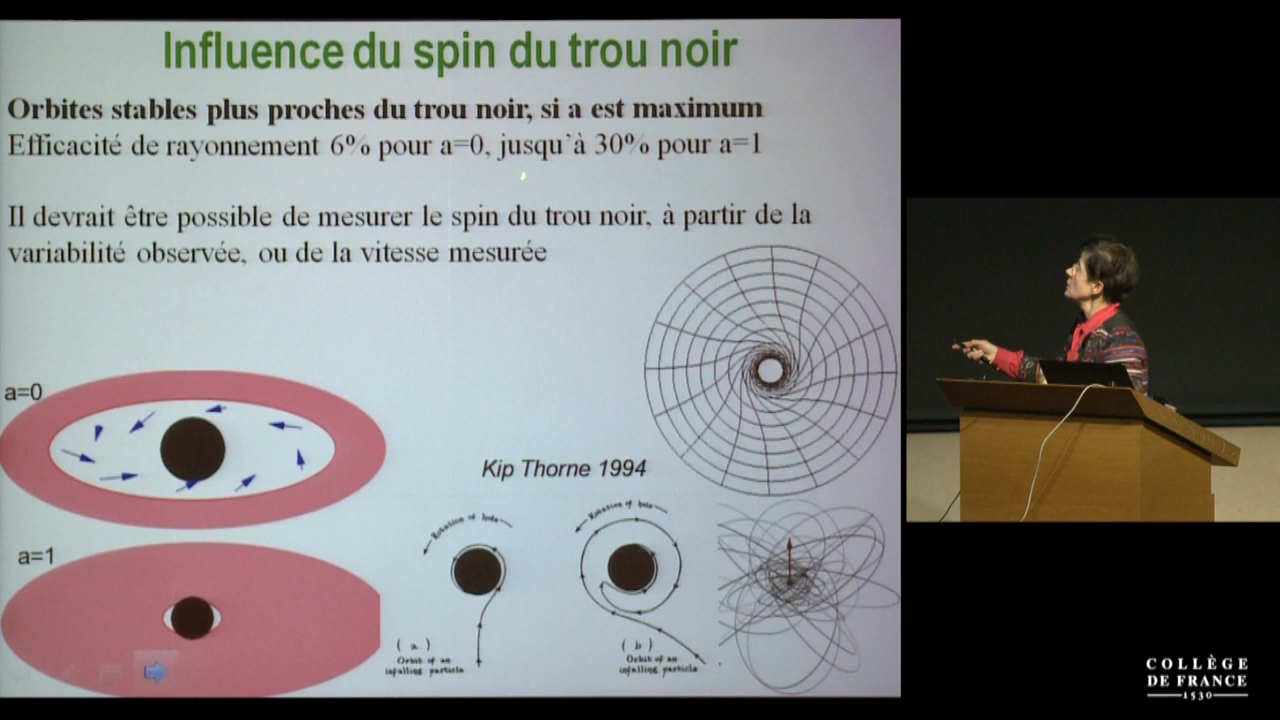 Influence du spin du trou noir
Orbites stables plus proches du trou noir, si a est maximum
Efficacité de rayonnement 6% pour a=0, jusqu'à 30% pour a=1
Il devrait être possible de mesurer le spin du trou noir, à partir de la
variabilité observée, ou de la vitesse mesurée
a=0
Kip Thorne 1994
a=1
Rotation of hole
Rotation of hole
(a)
Orbit of an
infalling particle
(b)
Orbit of an
infalling particle
COLLÈGE
DE FRANCE
1530